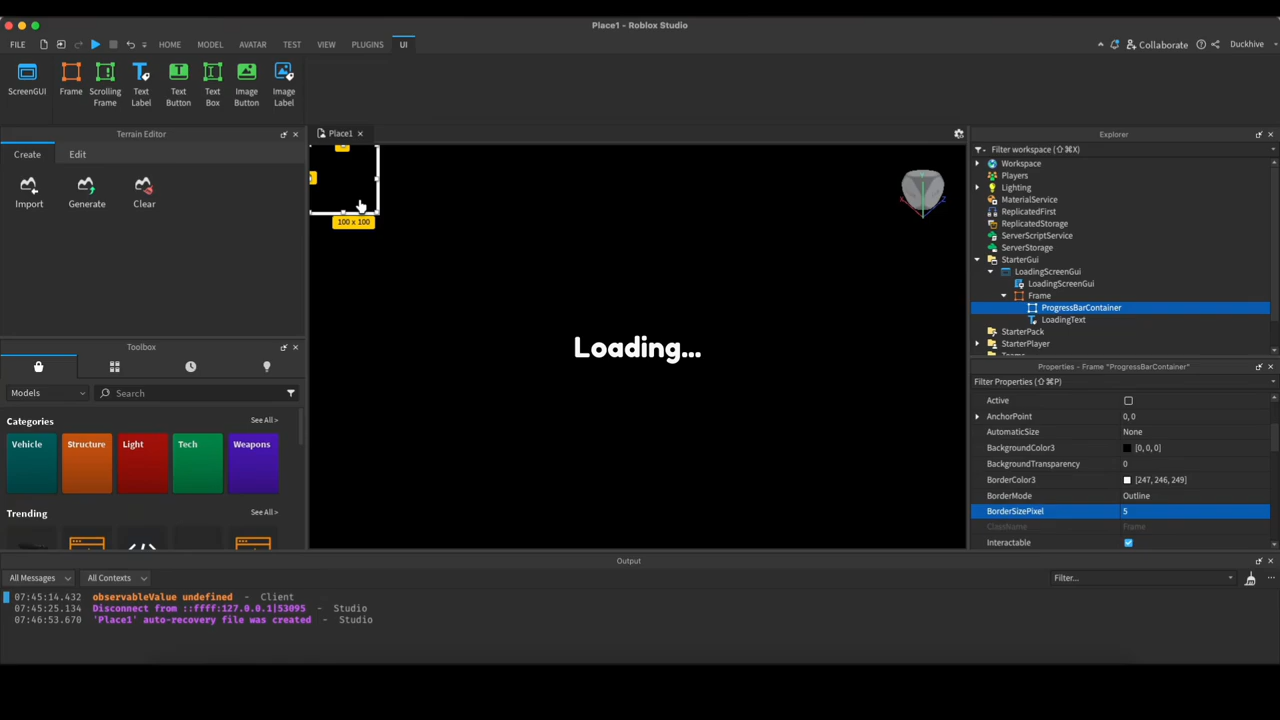 Place1 - Roblox Studio
FILE HOME MODEL AVATAR TEST VIEW PLUGINS UI Collaborate Duckhive
ScreenGUI Frame Scrolling Frame Text Label Text Button Text Box Image Button Image Label
Terrain Editor
Create Edit
Import Generate Clear
Toolbox
Models Search
Categories See All >
Vehicle Structure Light Tech Weapons
Trending See All >
Place1
100 x 100
Loading...
Explorer
Filter workspace (⇧⌘X)
Workspace
Players
Lighting
MaterialService
ReplicatedFirst
ReplicatedStorage
ServerScriptService
ServerStorage
StarterGui
LoadingScreenGui
LoadingScreenGui
Frame
ProgressBarContainer
LoadingText
StarterPack
StarterPlayer
Properties - Frame "ProgressBarContainer"
Filter Properties (⇧⌘P)
Active
AnchorPoint 0, 0
AutomaticSize None
BackgroundColor3 [0, 0, 0]
BackgroundTransparency 0
BorderColor3 [247, 246, 249]
BorderMode Outline
BorderSizePixel 5
ClassName Frame
Interactable
Output
All Messages All Contexts Filter...
07:45:14.432 observableValue undefined - Client
07:45:25.134 Disconnect from ::ffff:127.0.0.1|53095 - Studio
07:46:53.670 'Place1' auto-recovery file was created - Studio